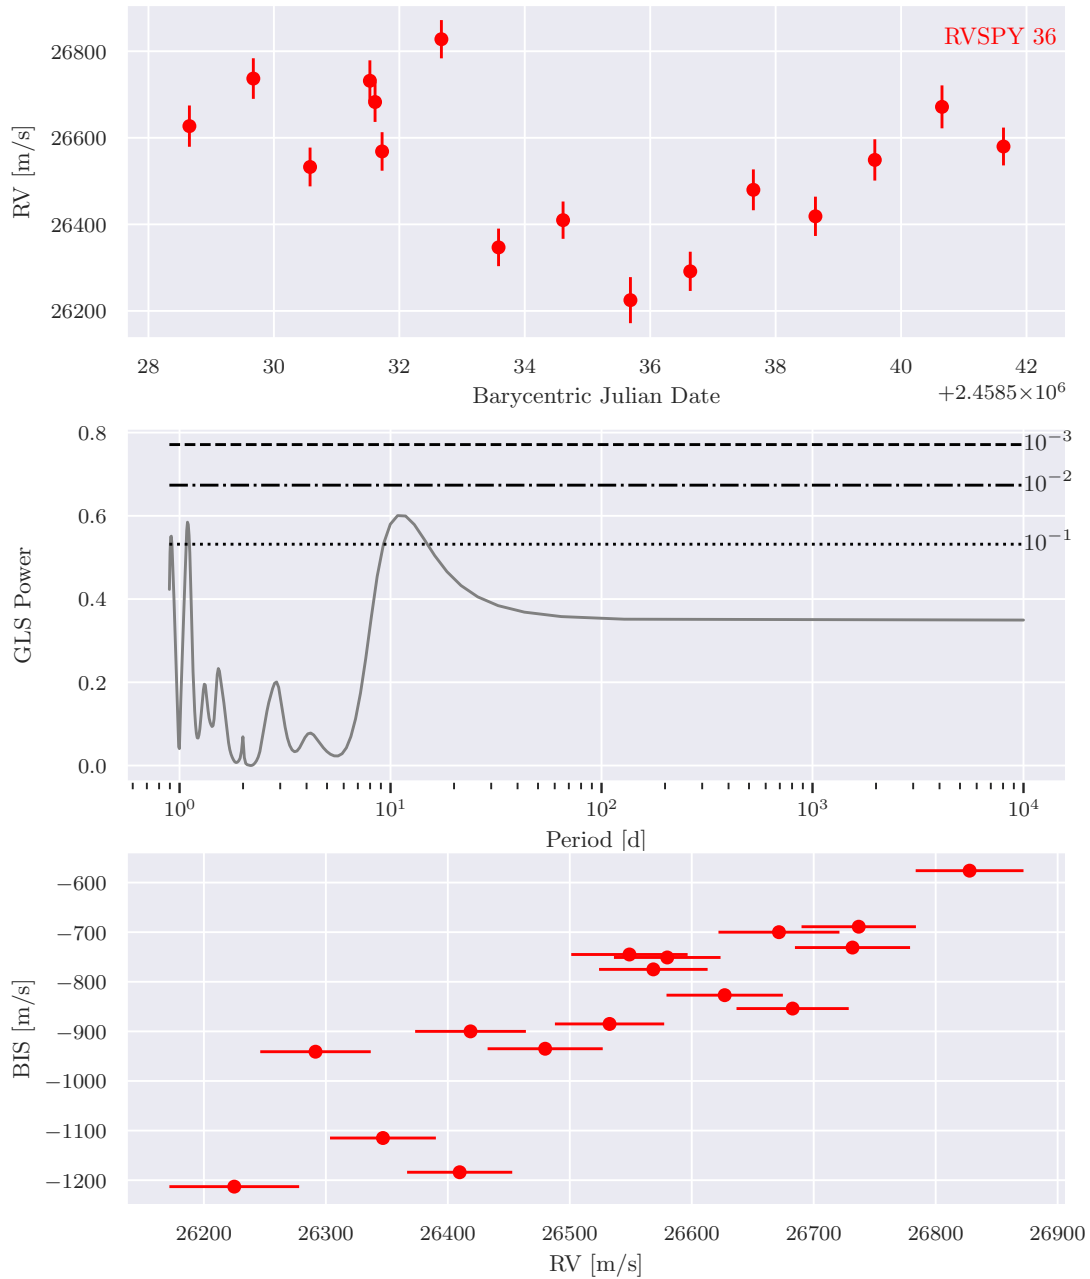 RVSPY 36
RV [m/s]
26800
26600
26400
26200
28 30 32 34 36 38 40 42
Barycentric Julian Date
+2.4585×10⁶
GLS Power
0.8
0.6
0.4
0.2
0.0
10⁻³
10⁻²
10⁻¹
10⁰ 10¹ 10² 10³ 10⁴
Period [d]
BIS [m/s]
−600
−700
−800
−900
−1000
−1100
−1200
26200 26300 26400 26500 26600 26700 26800 26900
RV [m/s]